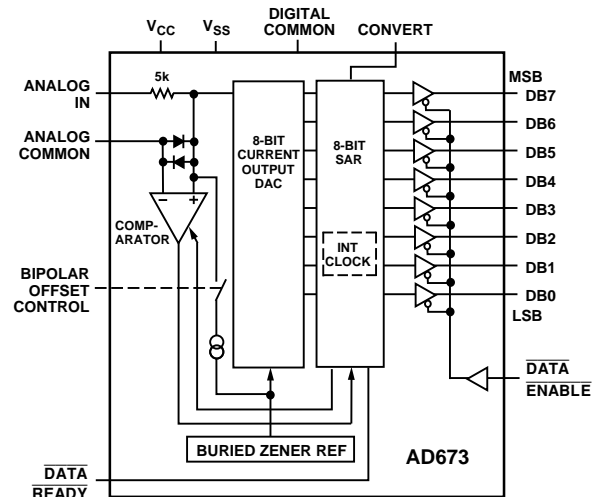 V_CC V_SS DIGITAL COMMON CONVERT
ANALOG IN
5k
MSB
DB7
DB6
DB5
DB4
DB3
DB2
DB1
DB0
LSB
ANALOG COMMON
8-BIT CURRENT OUTPUT DAC
8-BIT SAR
COMP-
ARATOR
INT CLOCK
BIPOLAR OFFSET CONTROL
DATA
ENABLE
BURIED ZENER REF
AD673
DATA
READY